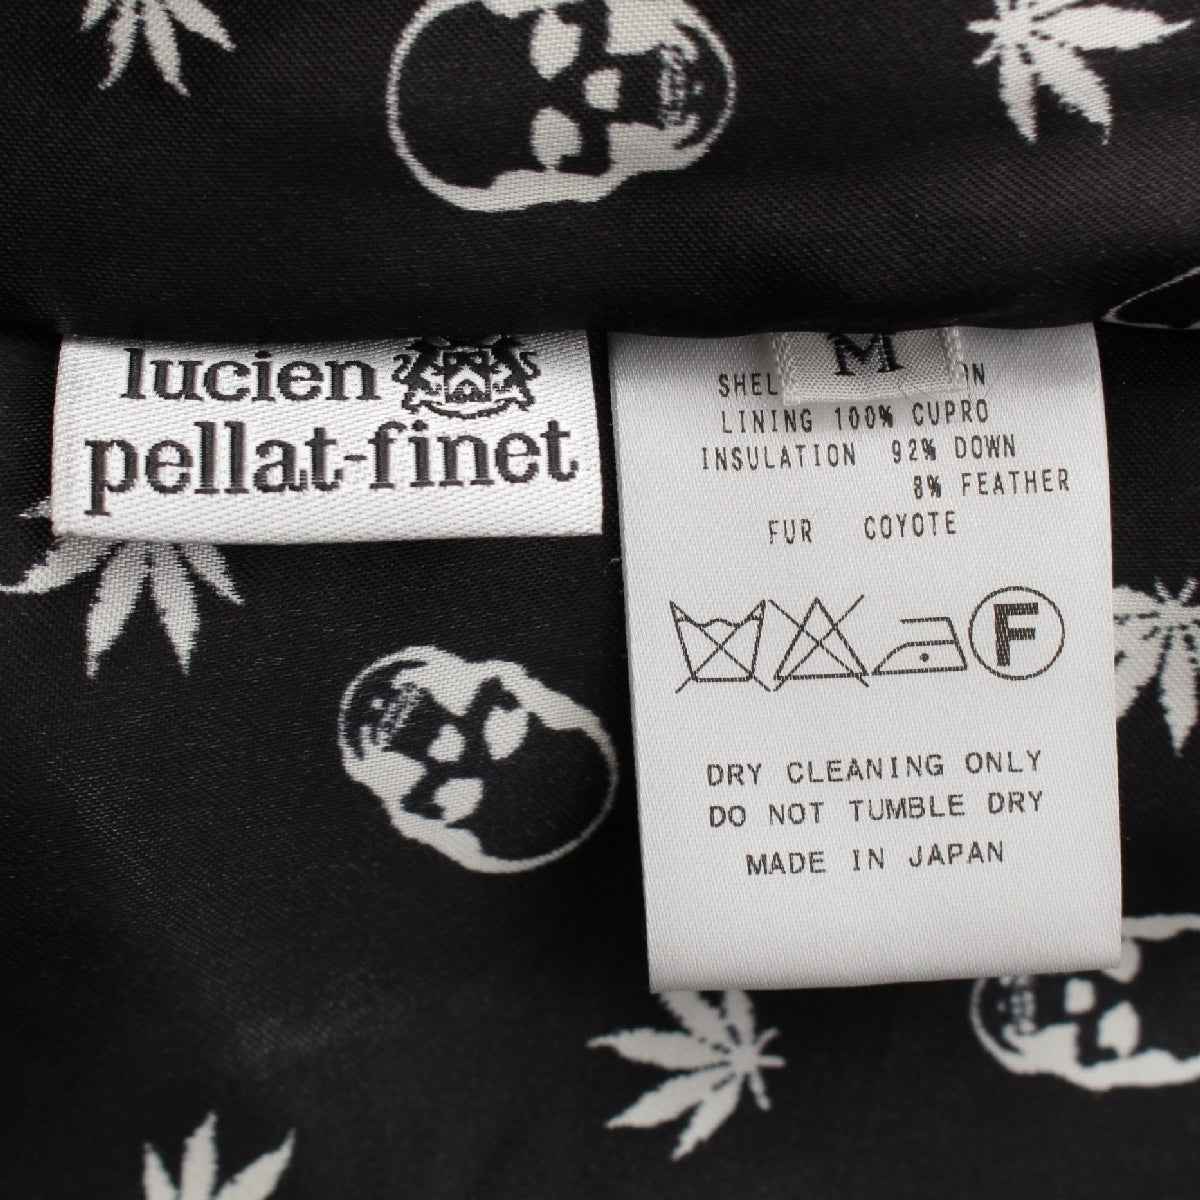 lucien
pellat-finet
M
LINING 100% CUPRO
INSULATION 92% DOWN
8% FEATHER
FUR COYOTE
F
DRY CLEANING ONLY
DO NOT TUMBLE DRY
MADE IN JAPAN